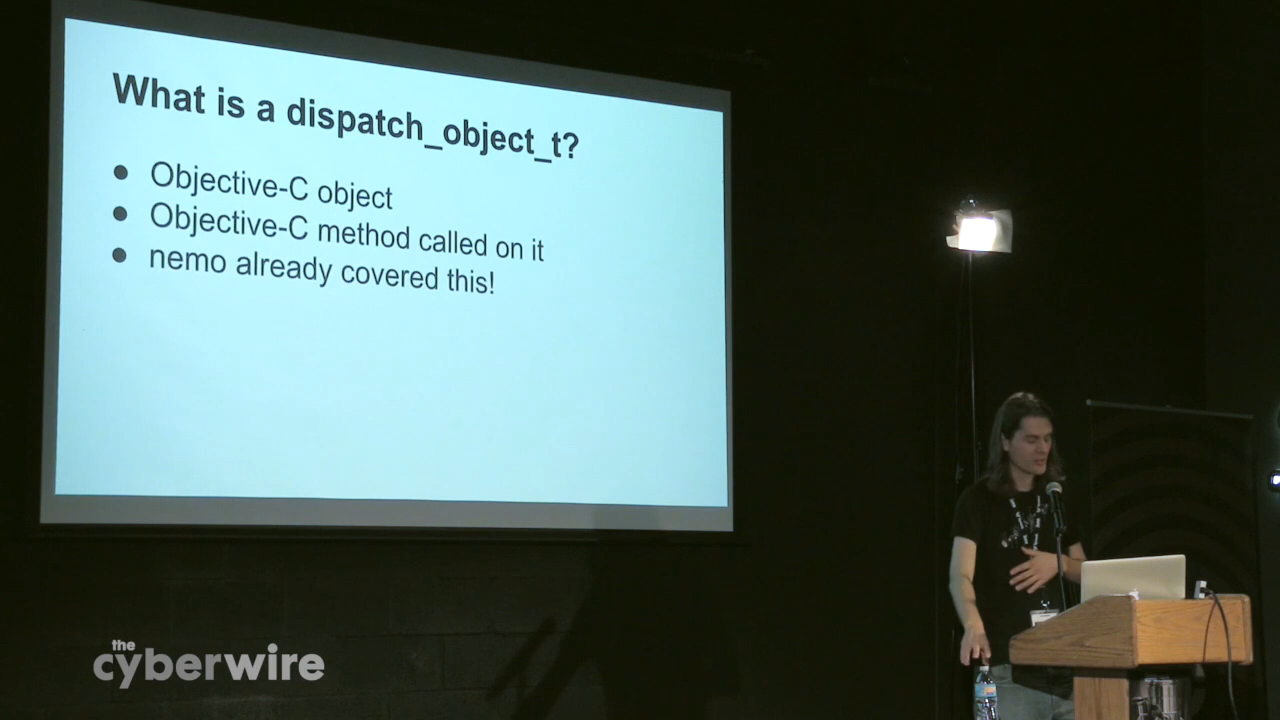 What is a dispatch_object_t?
● Objective-C object
● Objective-C method called on it
● nemo already covered this!
the
cyberwire